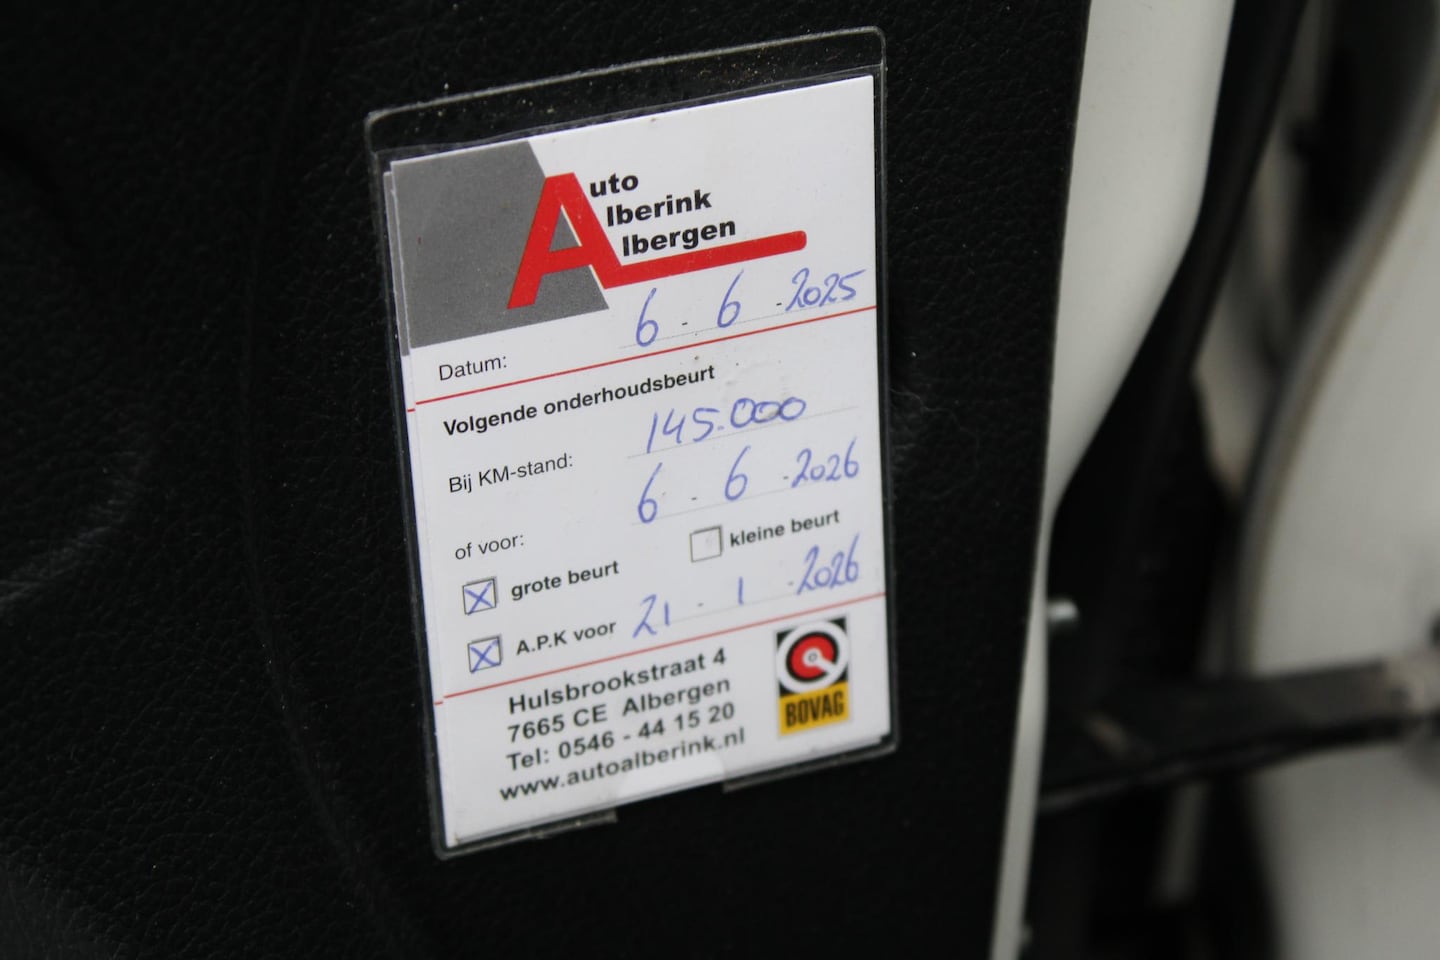 Auto
Alberink
Albergen
Datum: 6 - 6 - 2025
Volgende onderhoudsbeurt
Bij KM-stand: 145.000
of voor: 6 - 6 - 2026
☒ grote beurt ☐ kleine beurt
☒ A.P.K voor 21 - 1 - 2026
Hulsbrookstraat 4
7665 CE Albergen
Tel: 0546 - 44 15 20
www.autoalberink.nl
BOVAG